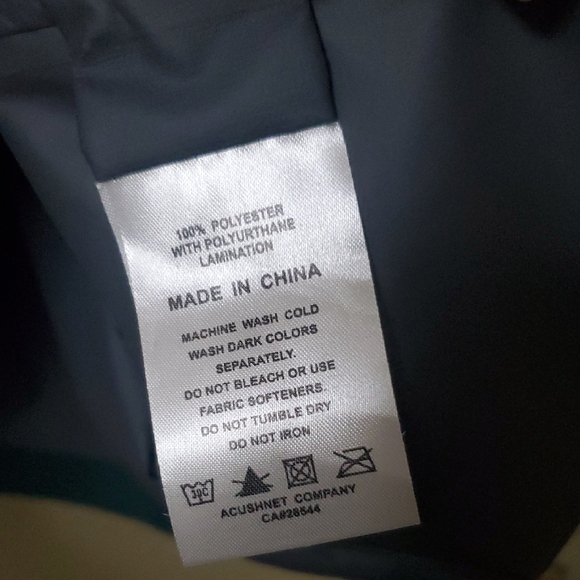 100% POLYESTER
WITH POLYURTHANE
LAMINATION
MADE IN CHINA
MACHINE WASH COLD
WASH DARK COLORS
SEPARATELY.
DO NOT BLEACH OR USE
FABRIC SOFTENERS.
DO NOT TUMBLE DRY
DO NOT IRON
30C
ACUSHNET COMPANY
CA#28544